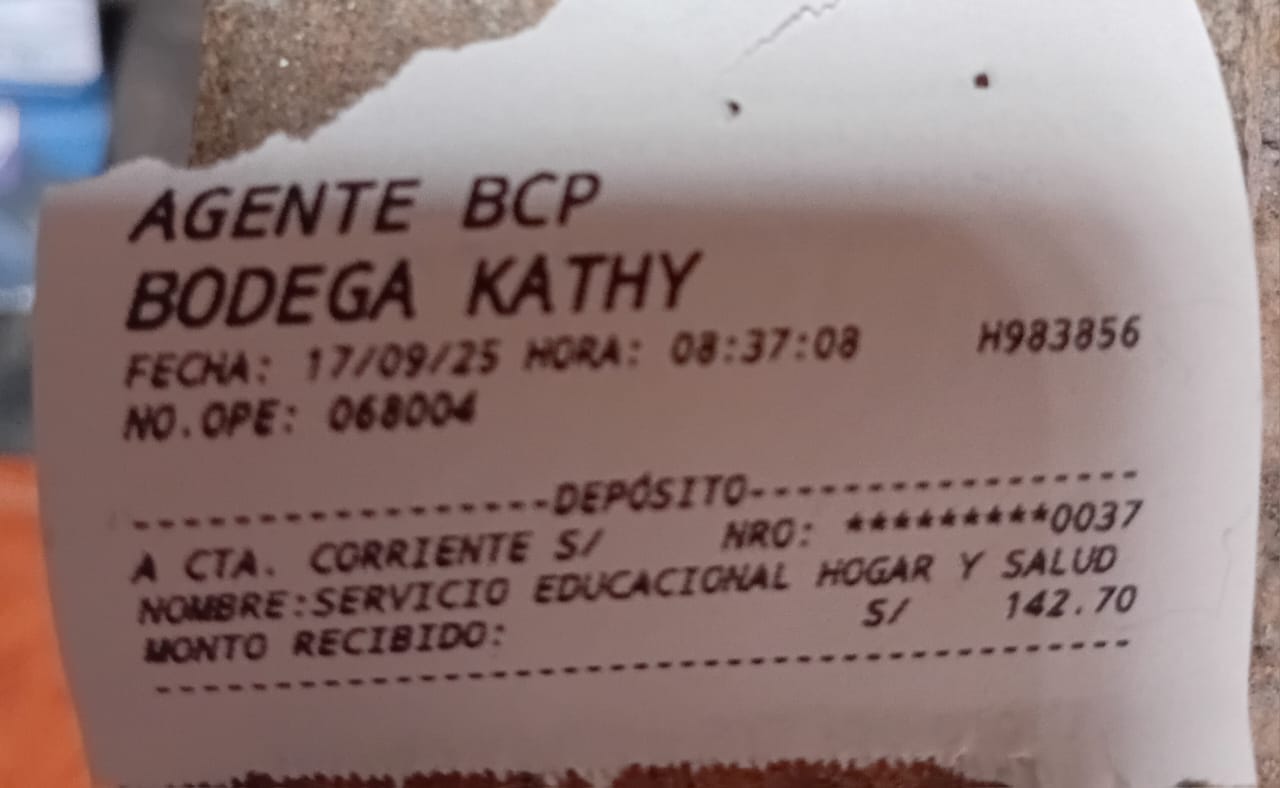 AGENTE BCP
BODEGA KATHY
FECHA: 17/09/25 HORA: 08:37:08 H983856
NO.OPE: 068004
-----------------DEPÓSITO-----------------
A CTA. CORRIENTE S/ NRO: *********0037
NOMBRE:SERVICIO EDUCACIONAL HOGAR Y SALUD
MONTO RECIBIDO: S/ 142.70
------------------------------------------